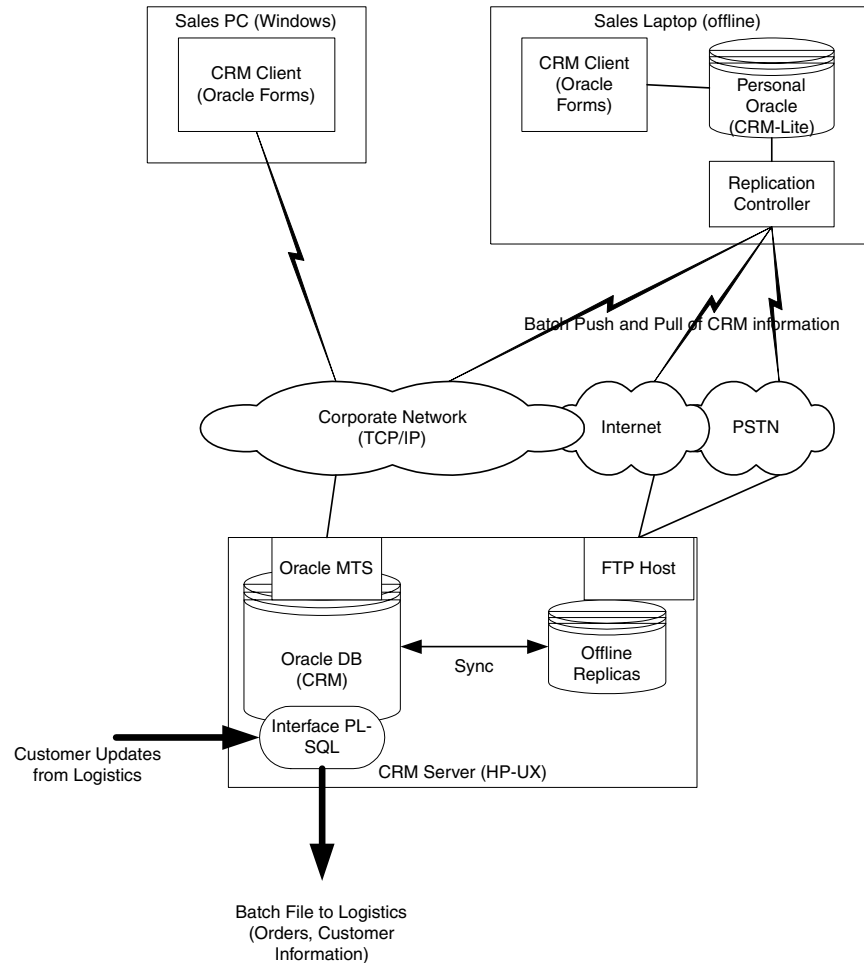 Sales PC (Windows)
CRM Client
(Oracle Forms)
Sales Laptop (offline)
CRM Client
(Oracle
Forms)
Personal
Oracle
(CRM-Lite)
Replication
Controller
Batch Push and Pull of CRM information
Corporate Network
(TCP/IP)
Internet
PSTN
Oracle MTS
FTP Host
Oracle DB
(CRM)
Sync
Offline
Replicas
Interface PL-
SQL
Customer Updates
from Logistics
CRM Server (HP-UX)
Batch File to Logistics
(Orders, Customer
Information)